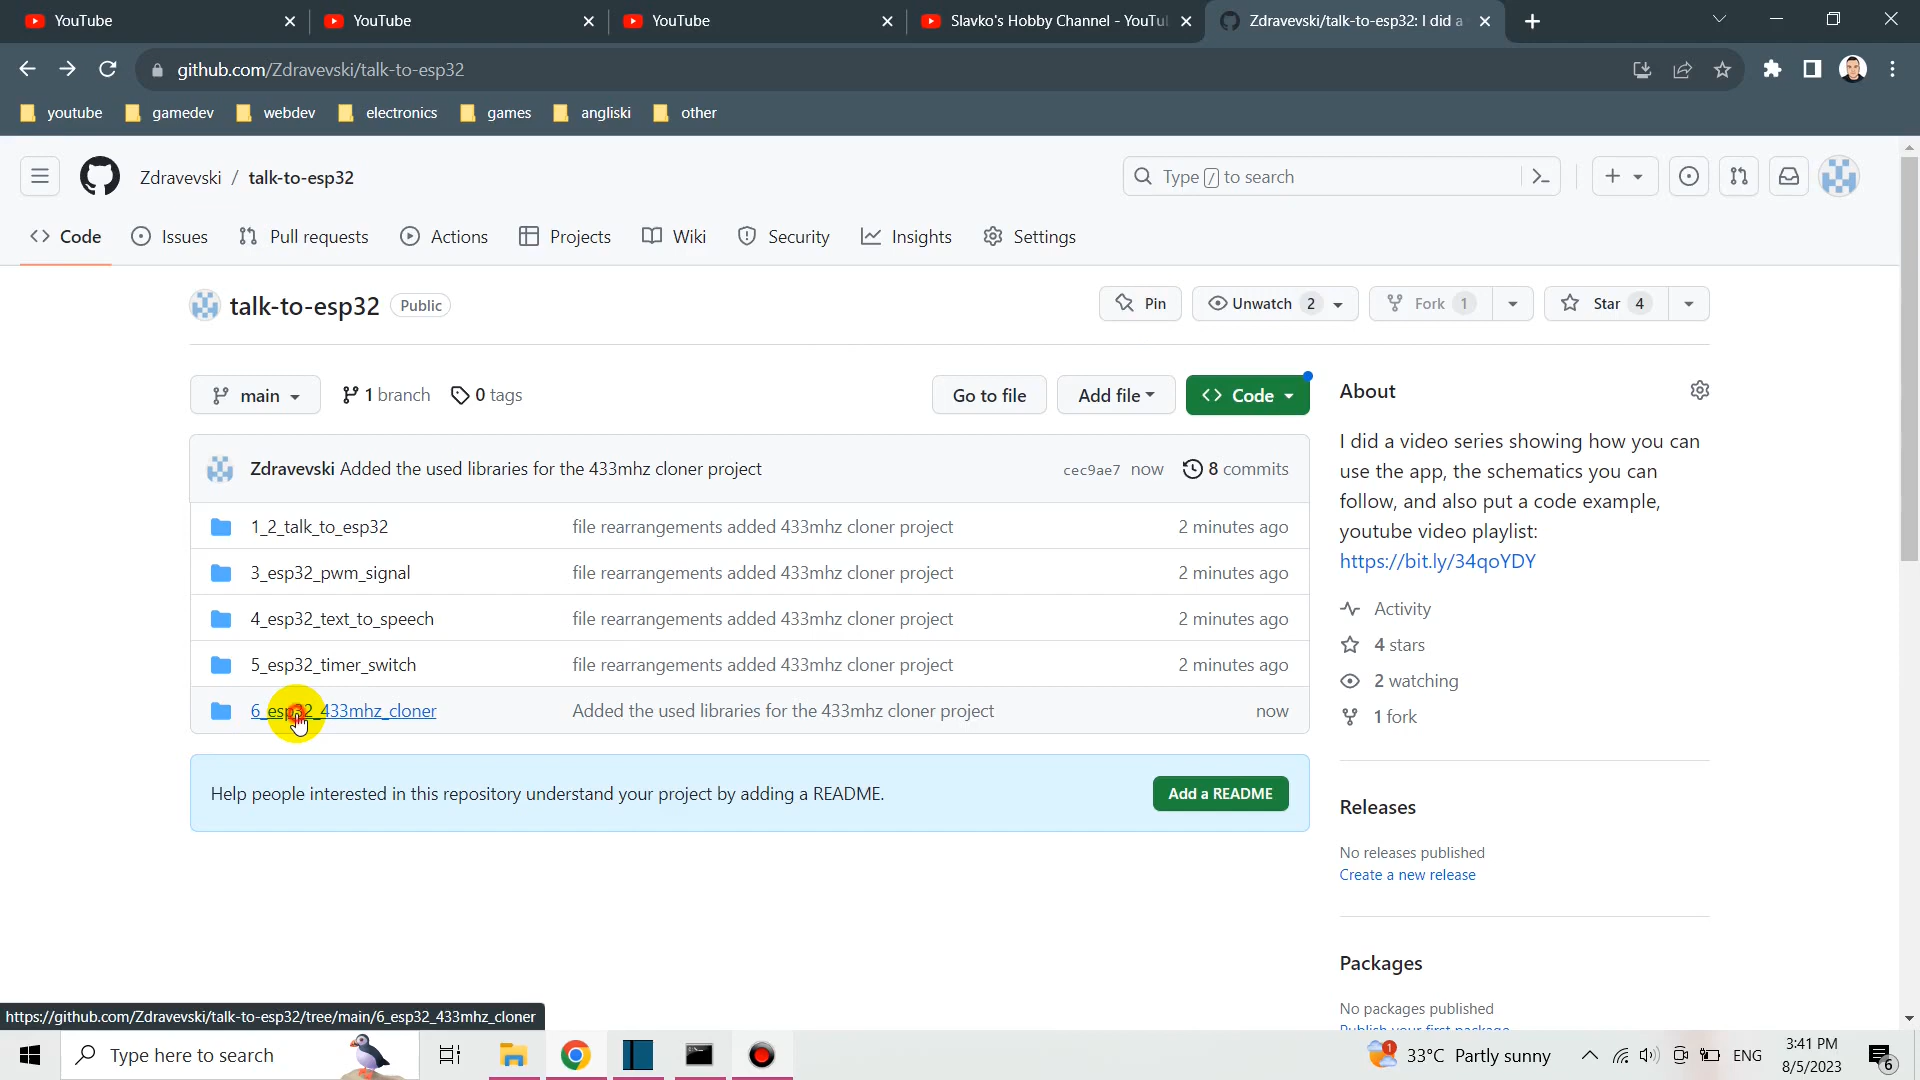 YouTube
YouTube
YouTube
Slavko's Hobby Channel - YouTu
Zdravevski/talk-to-esp32: I did a
github.com/Zdravevski/talk-to-esp32
youtube
gamedev
webdev
electronics
games
angliski
other
Zdravevski / talk-to-esp32
Type / to search
Code
Issues
Pull requests
Actions
Projects
Wiki
Security
Insights
Settings
talk-to-esp32 Public
Pin
Unwatch 2
Fork 1
Star 4
main
1 branch
0 tags
Go to file
Add file
Code
Zdravevski Added the used libraries for the 433mhz cloner project cec9ae7 now 8 commits
1_2_talk_to_esp32 file rearrangements added 433mhz cloner project 2 minutes ago
3_esp32_pwm_signal file rearrangements added 433mhz cloner project 2 minutes ago
4_esp32_text_to_speech file rearrangements added 433mhz cloner project 2 minutes ago
5_esp32_timer_switch file rearrangements added 433mhz cloner project 2 minutes ago
6_esp32_433mhz_cloner Added the used libraries for the 433mhz cloner project now
Help people interested in this repository understand your project by adding a README.
Add a README
About
I did a video series showing how you can
use the app, the schematics you can
follow, and also put a code example,
youtube video playlist:
https://bit.ly/34qoYDY
Activity
4 stars
2 watching
1 fork
Releases
No releases published
Create a new release
Packages
No packages published
Publish your first package
https://github.com/Zdravevski/talk-to-esp32/tree/main/6_esp32_433mhz_cloner
Type here to search
1
33°C Partly sunny
ENG
3:41 PM
8/5/2023
6